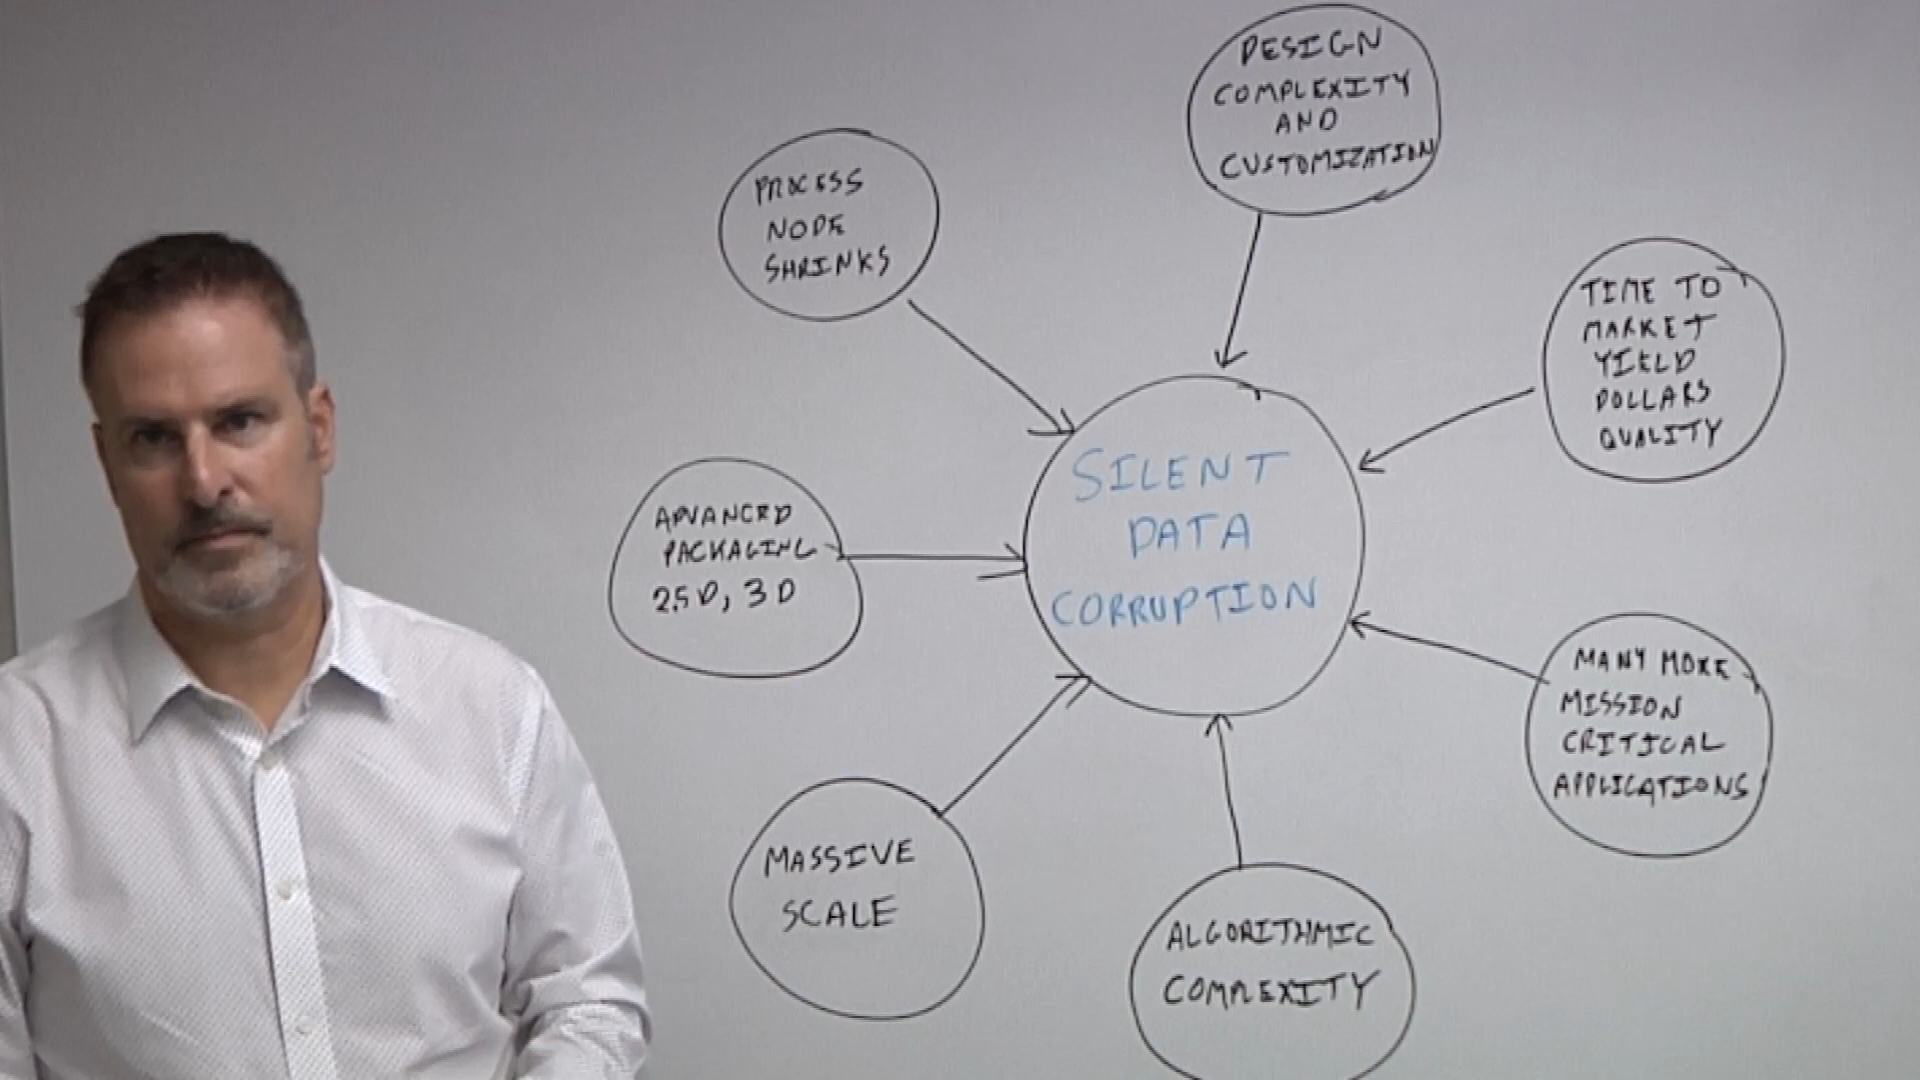 DESIGN
COMPLEXITY
AND
CUSTOMIZATION
PROCESS
NODE
SHRINKS
TIME TO
MARKET
YIELD
DOLLARS
QUALITY
SILENT
DATA
CORRUPTION
ADVANCED
PACKAGING
2.5D, 3D
MANY MORE
MISSION
CRITICAL
APPLICATIONS
MASSIVE
SCALE
ALGORITHMIC
COMPLEXITY